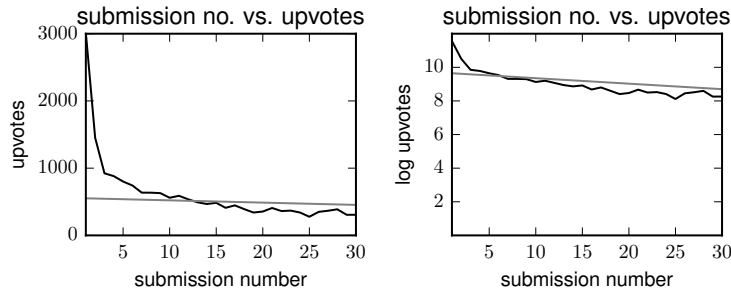 submission no. vs. upvotes
3000
2000
1000
0
upvotes
5 10 15 20 25 30
submission number
submission no. vs. upvotes
10
8
6
4
2
log upvotes
5 10 15 20 25 30
submission number